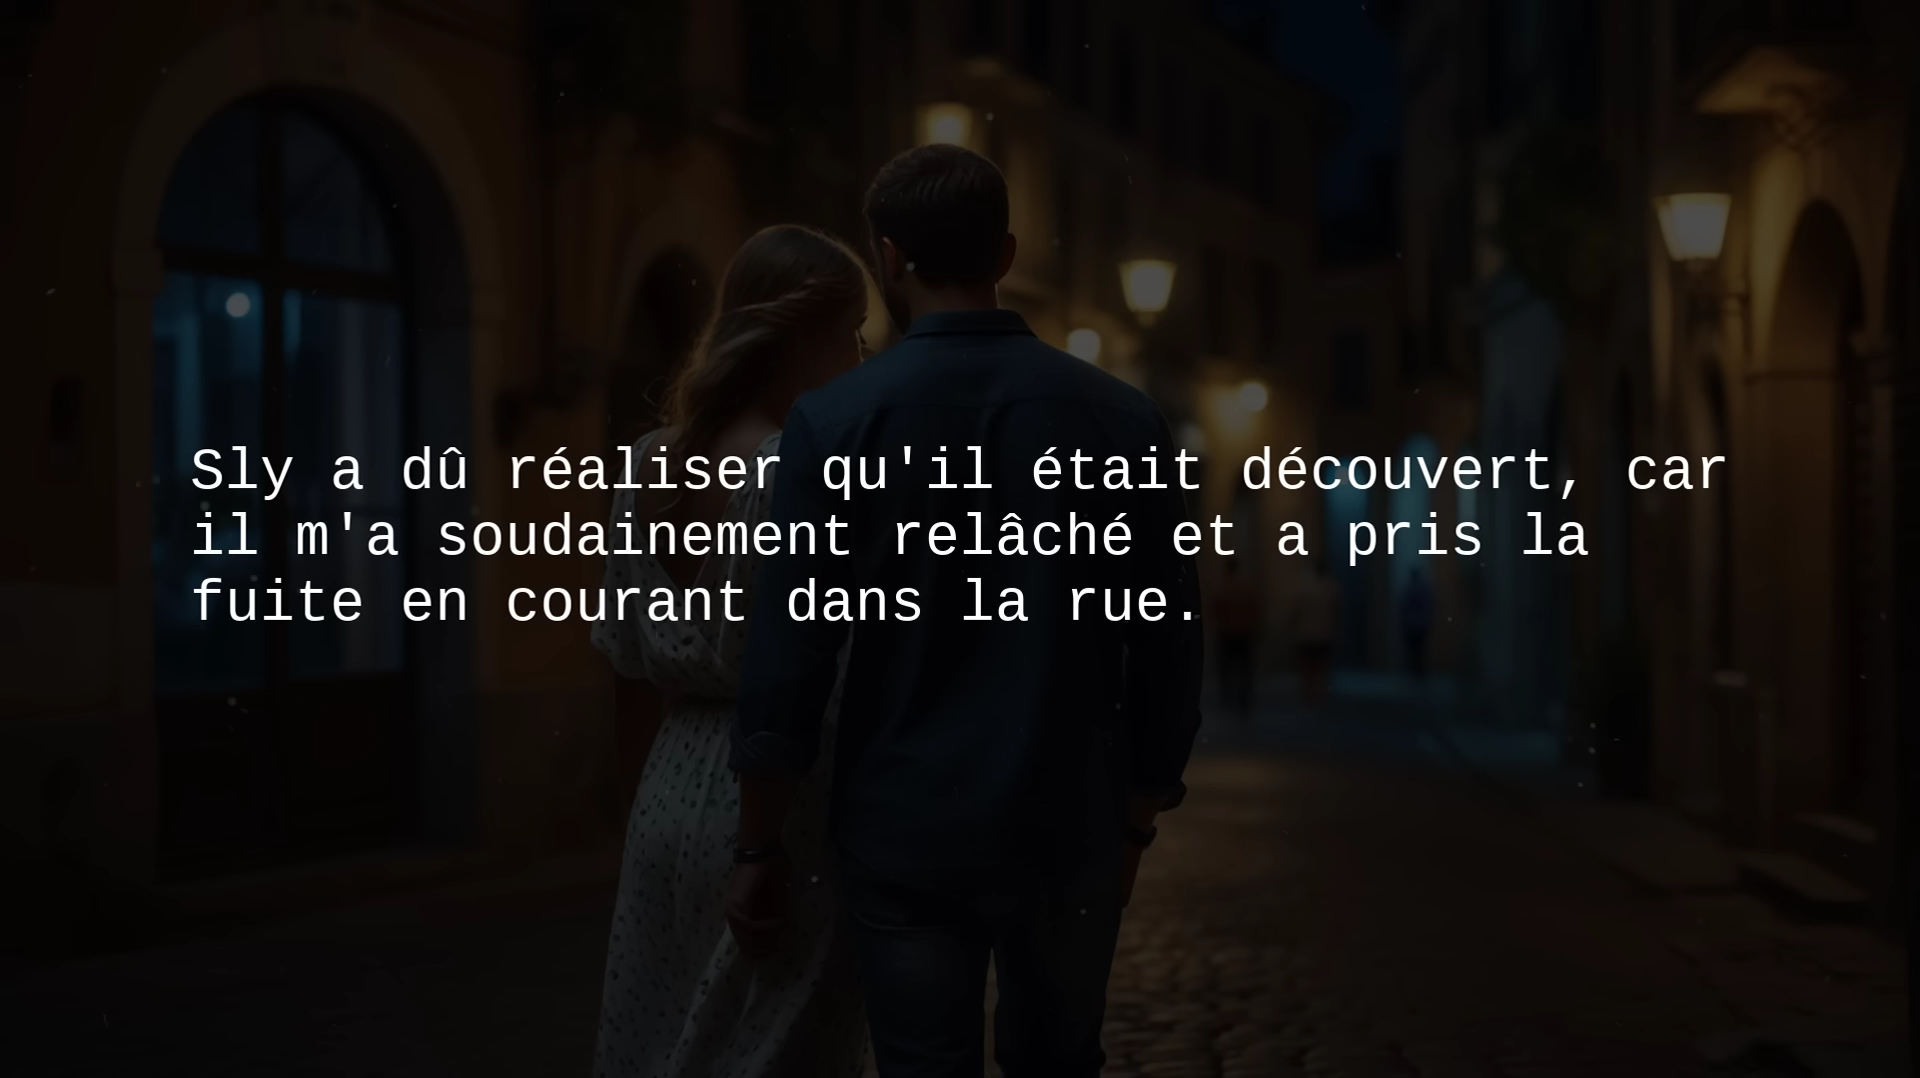 Sly a dû réaliser qu'il était découvert, car
il m'a soudainement relâché et a pris la
fuite en courant dans la rue.